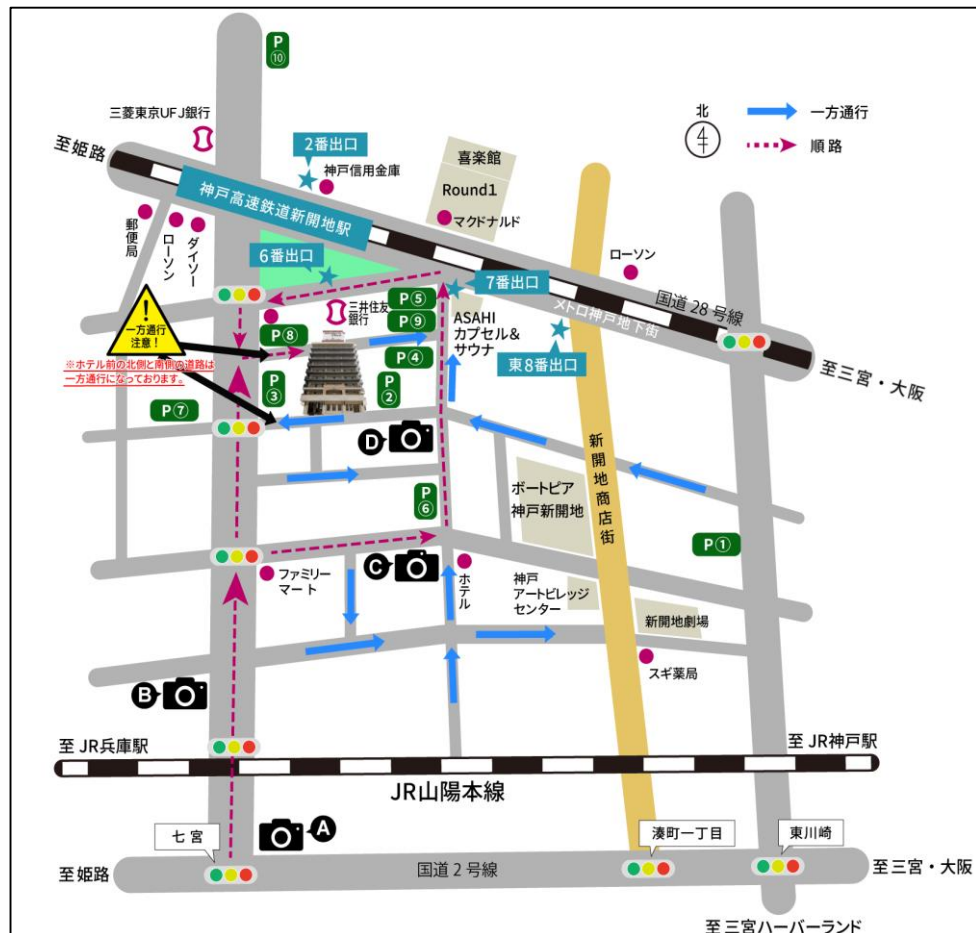 P
⑩
三菱東京UFJ銀行
至姫路
2番出口
神戸信用金庫
喜楽館
Round1
マクドナルド
北
4
一方通行
順路
神戸高速鉄道新開地駅
郵便局
ローソン
ダイソー
6番出口
7番出口
ローソン
国道28号線
メトロ神戸地下街
至三宮・大阪
!
一方通行
注意!
※ホテル前の北側と南側の道路は
一方通行になっております。
P⑧
三井住友
銀行
P⑤
P⑨
P④
ASAHI
カプセル&
サウナ
東8番出口
P
③
P
②
P⑦
D
新開地商店街
ボートピア
神戸新開地
P
⑥
P①
ファミリー
マート
C
ホテル
神戸
アートビレッジ
センター
新開地劇場
スギ薬局
B
至JR兵庫駅
至JR神戸駅
JR山陽本線
七宮
A
湊町一丁目
東川崎
至姫路
国道2号線
至三宮・大阪
至三宮ハーバーランド